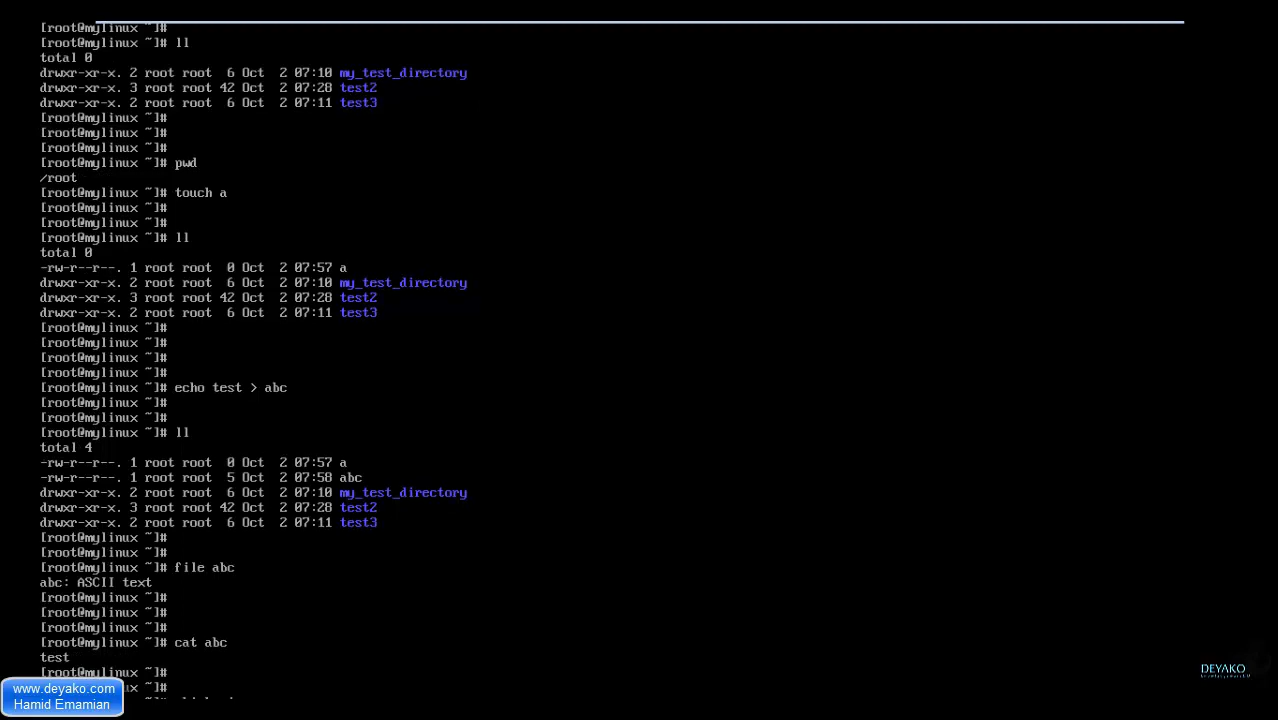 [root@mylinux ~]#
[root@mylinux ~]# ll
total 0
drwxr-xr-x. 2 root root  6 Oct  2 07:10 my_test_directory
drwxr-xr-x. 3 root root 42 Oct  2 07:28 test2
drwxr-xr-x. 2 root root  6 Oct  2 07:11 test3
[root@mylinux ~]#
[root@mylinux ~]#
[root@mylinux ~]#
[root@mylinux ~]# pwd
/root
[root@mylinux ~]# touch a
[root@mylinux ~]#
[root@mylinux ~]#
[root@mylinux ~]# ll
total 0
-rw-r--r--. 1 root root  0 Oct  2 07:57 a
drwxr-xr-x. 2 root root  6 Oct  2 07:10 my_test_directory
drwxr-xr-x. 3 root root 42 Oct  2 07:28 test2
drwxr-xr-x. 2 root root  6 Oct  2 07:11 test3
[root@mylinux ~]#
[root@mylinux ~]#
[root@mylinux ~]#
[root@mylinux ~]#
[root@mylinux ~]# echo test > abc
[root@mylinux ~]#
[root@mylinux ~]#
[root@mylinux ~]# ll
total 4
-rw-r--r--. 1 root root  0 Oct  2 07:57 a
-rw-r--r--. 1 root root  5 Oct  2 07:58 abc
drwxr-xr-x. 2 root root  6 Oct  2 07:10 my_test_directory
drwxr-xr-x. 3 root root 42 Oct  2 07:28 test2
drwxr-xr-x. 2 root root  6 Oct  2 07:11 test3
[root@mylinux ~]#
[root@mylinux ~]#
[root@mylinux ~]# file abc
abc: ASCII text
[root@mylinux ~]#
[root@mylinux ~]#
[root@mylinux ~]#
[root@mylinux ~]# cat abc
test
[root@mylinux ~]#
ux ~]#
www.deyako.com
Hamid Emamian
DEYAKO